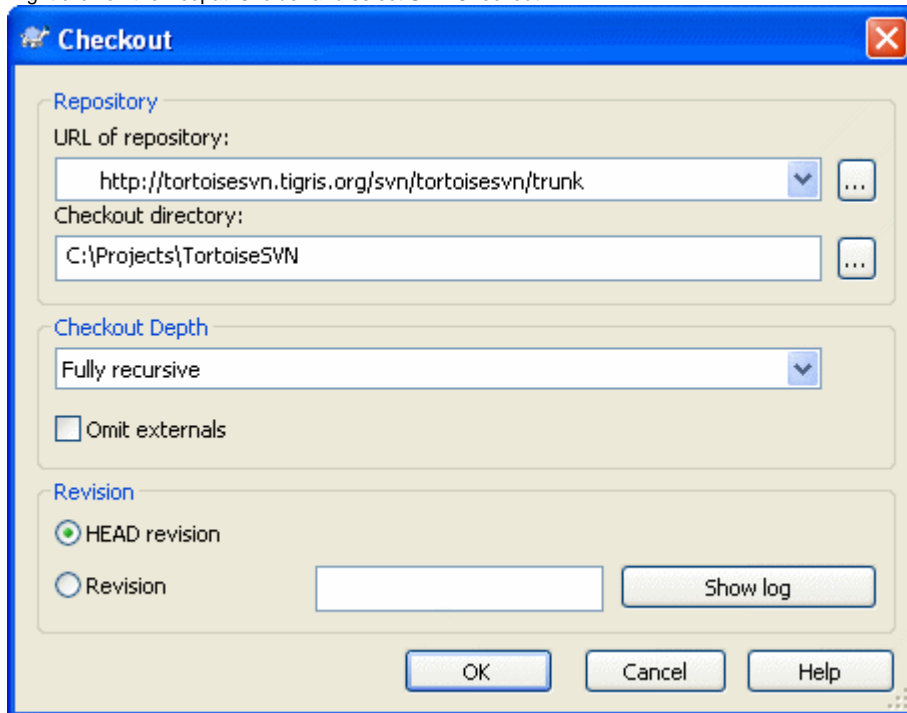 Checkout
Repository
URL of repository:
http://tortoisesvn.tigris.org/svn/tortoisesvn/trunk
...
Checkout directory:
C:\Projects\TortoiseSVN
...
Checkout Depth
Fully recursive
Omit externals
Revision
HEAD revision
Revision
Show log
OK Cancel Help